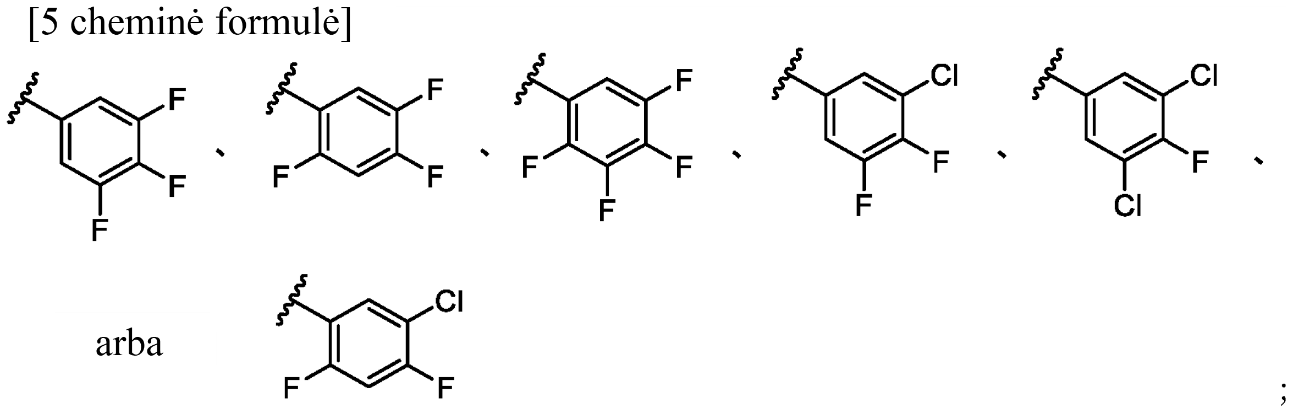 [5 cheminė formulė]
F F F 、 F F F 、 F F F F 、 Cl F F 、 Cl F Cl 、
arba Cl F F ;